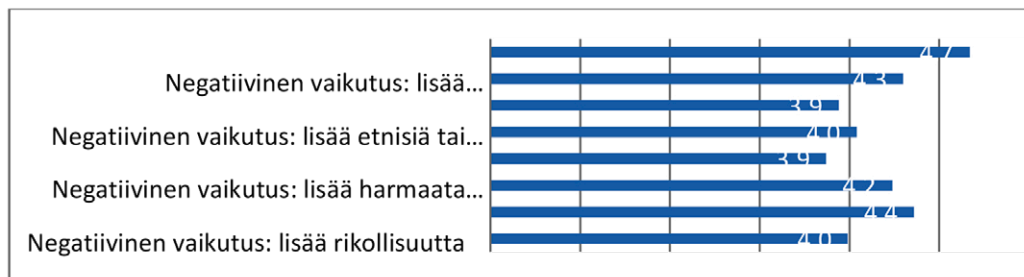 4,7
Negatiivinen vaikutus: lisää...
4,3
3,9
Negatiivinen vaikutus: lisää etnisiä tai...
4,0
3,9
Negatiivinen vaikutus: lisää harmaata...
4,2
4,4
Negatiivinen vaikutus: lisää rikollisuutta
4,0